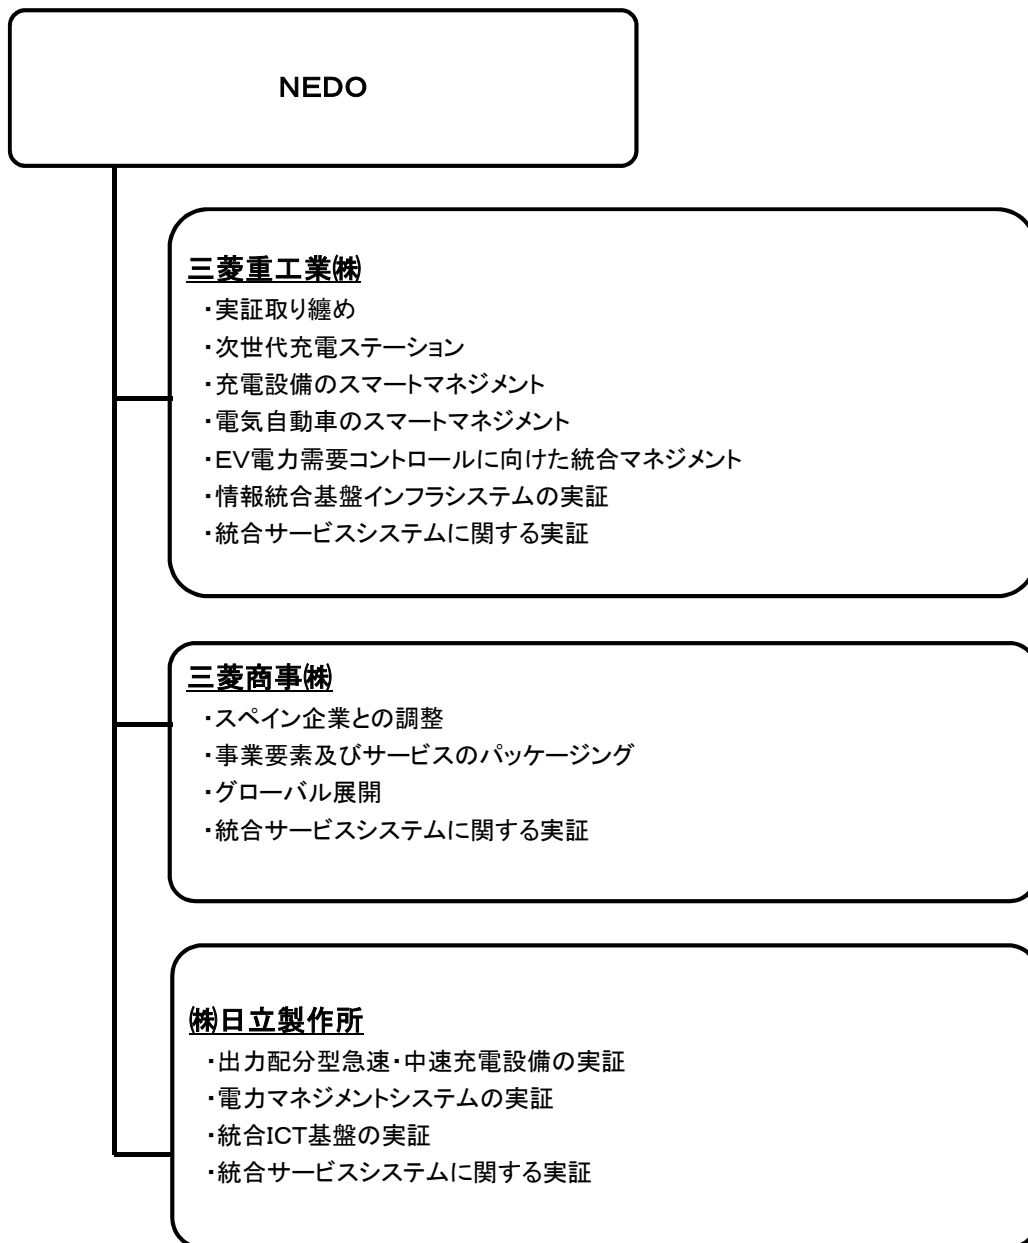 NEDO
三菱重工業㈱
・実証取り纏め
・次世代充電ステーション
・充電設備のスマートマネジメント
・電気自動車のスマートマネジメント
・EV電力需要コントロールに向けた統合マネジメント
・情報統合基盤インフラシステムの実証
・統合サービスシステムに関する実証
三菱商事㈱
・スペイン企業との調整
・事業要素及びサービスのパッケージング
・グローバル展開
・統合サービスシステムに関する実証
㈱日立製作所
・出力配分型急速・中速充電設備の実証
・電力マネジメントシステムの実証
・統合ICT基盤の実証
・統合サービスシステムに関する実証